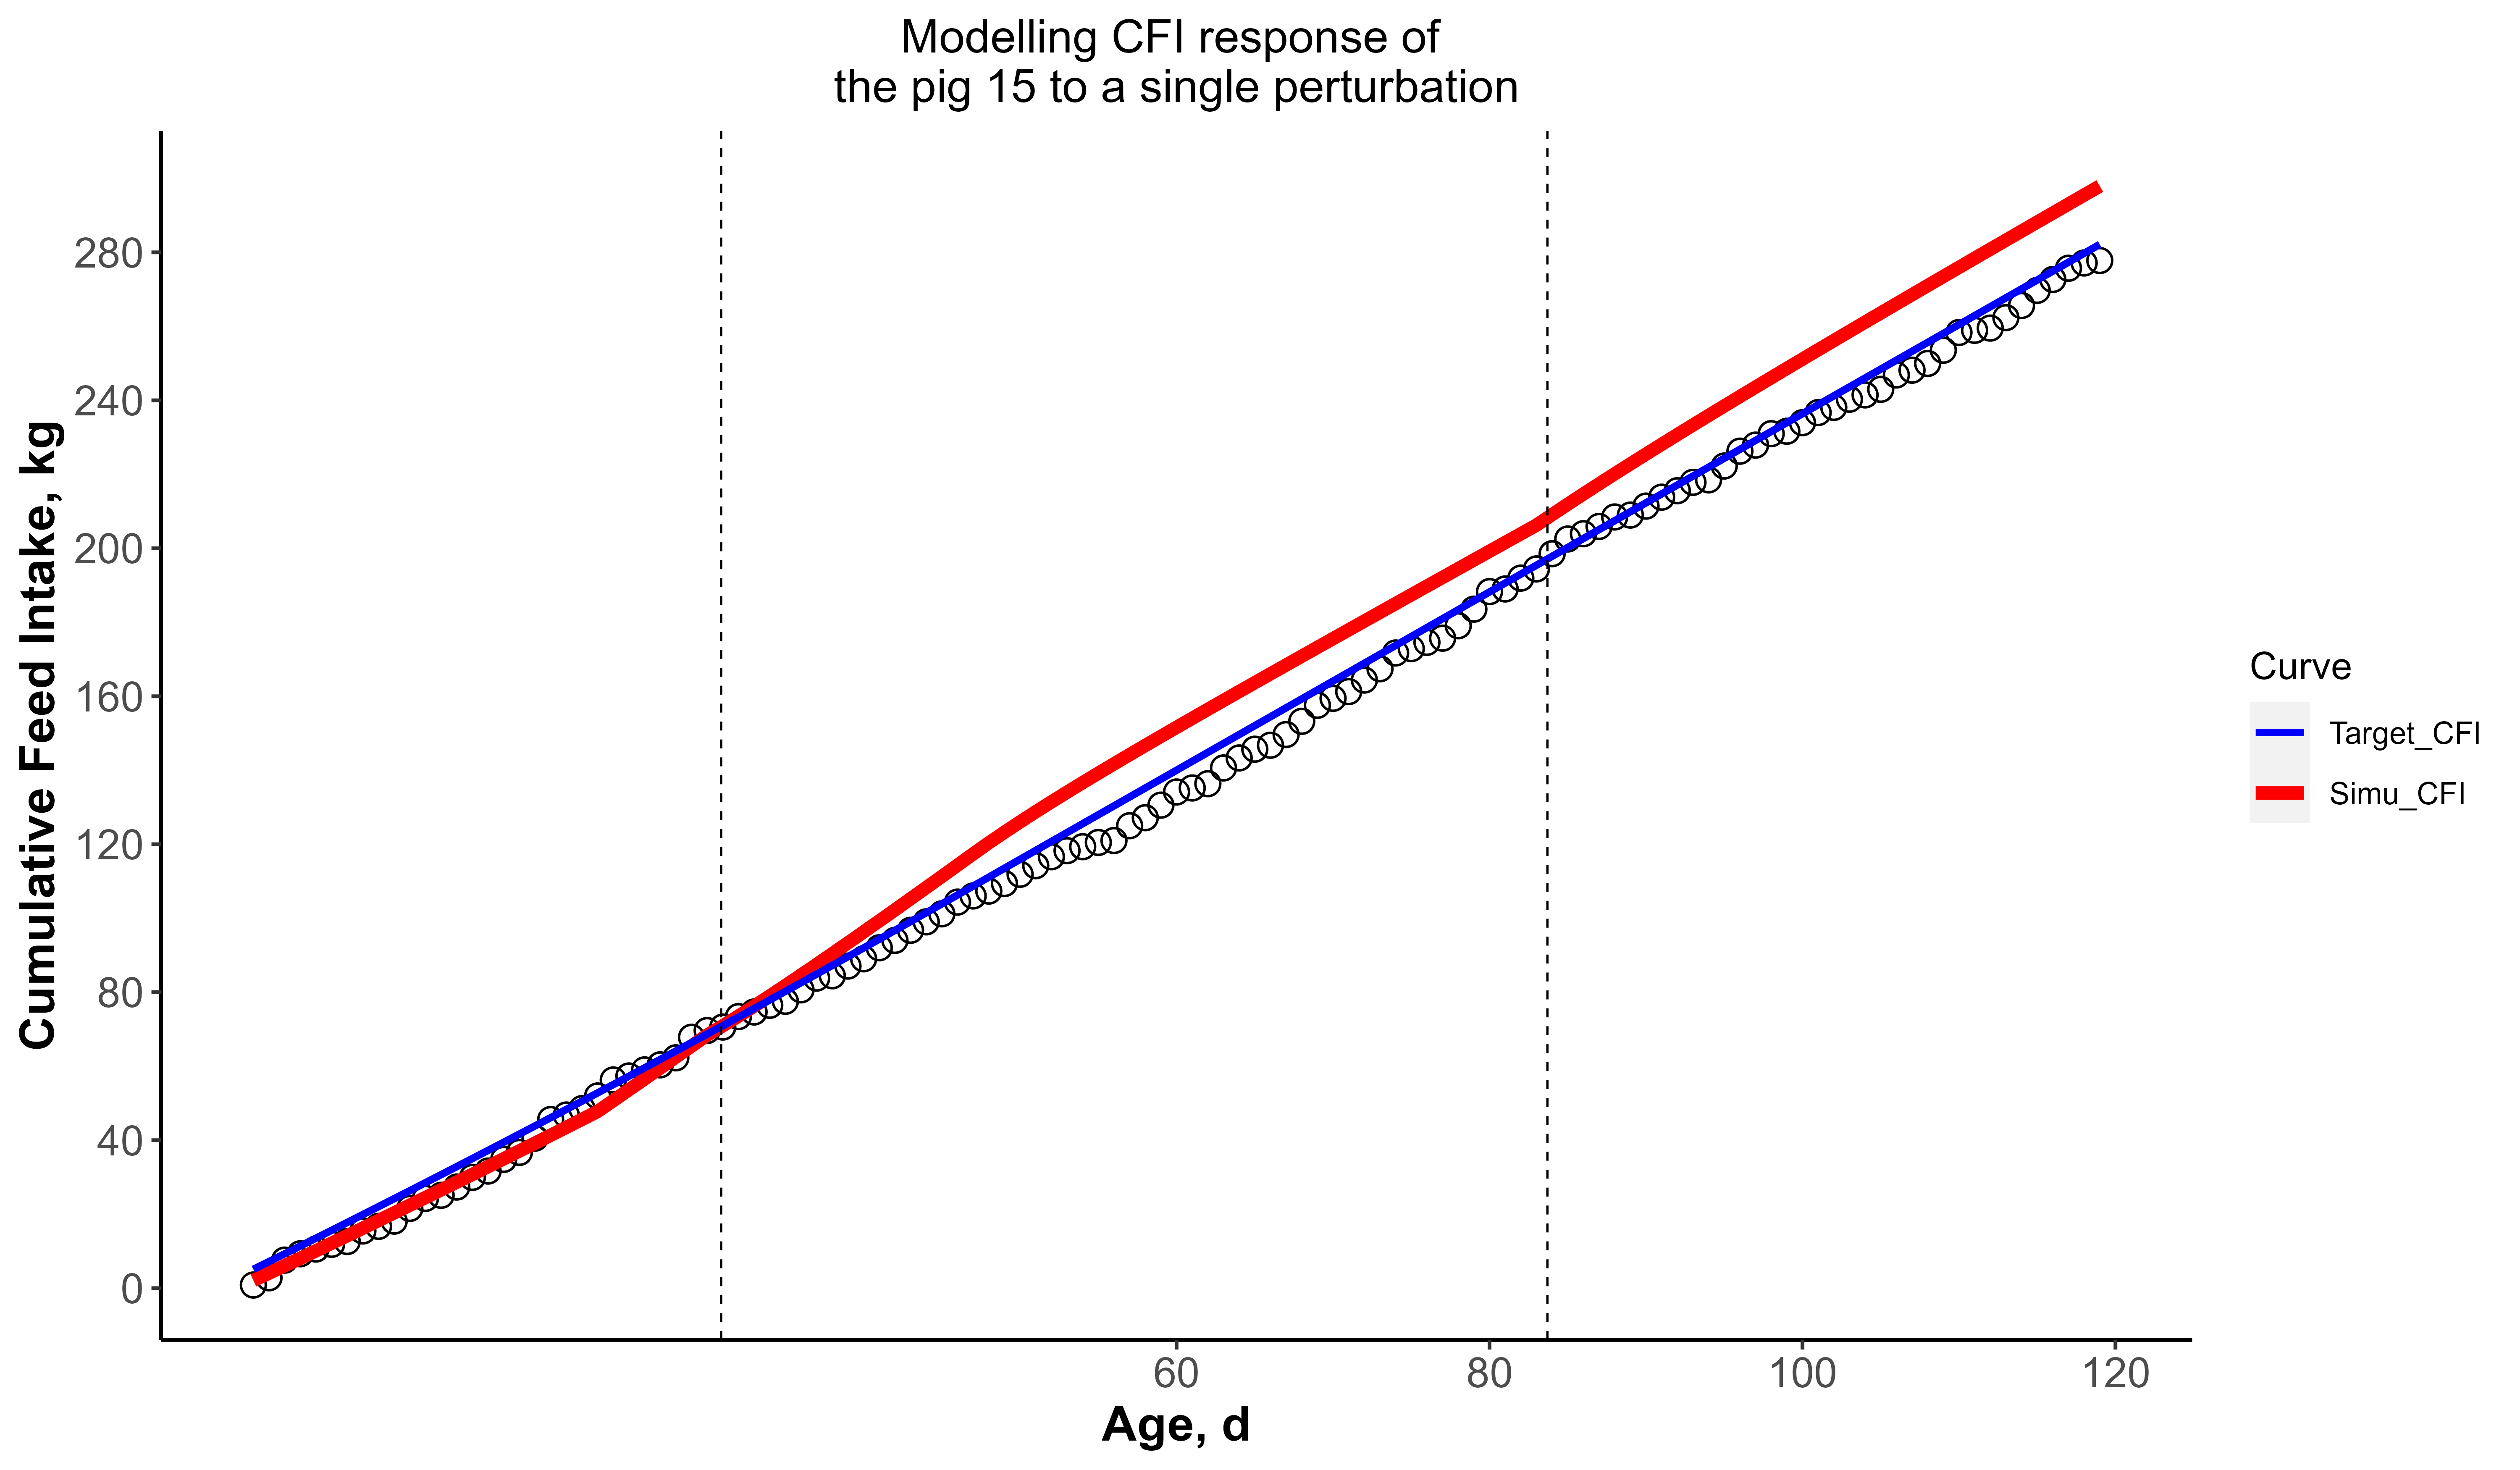 Modelling CFI response of
the pig 15 to a single perturbation
Cumulative Feed Intake, kg
280
240
200
160
120
80
40
0
60 80 100 120
Age, d
Curve
Target_CFI
Simu_CFI